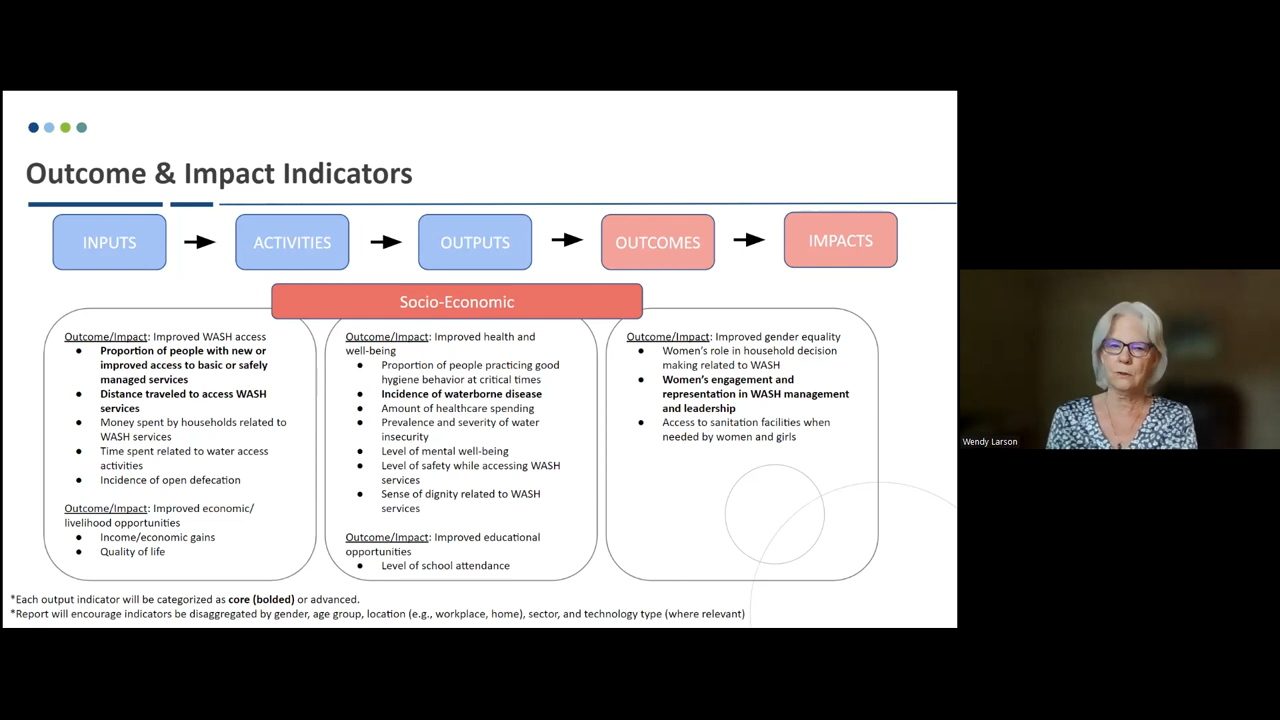 Outcome & Impact Indicators
INPUTS
ACTIVITIES
OUTPUTS
OUTCOMES
IMPACTS
Socio-Economic
Outcome/Impact: Improved WASH access
● Proportion of people with new or
improved access to basic or safely
managed services
● Distance traveled to access WASH
services
● Money spent by households related to
WASH services
● Time spent related to water access
activities
● Incidence of open defecation
Outcome/Impact: Improved economic/
livelihood opportunities
● Income/economic gains
● Quality of life
Outcome/Impact: Improved health and
well-being
● Proportion of people practicing good
hygiene behavior at critical times
● Incidence of waterborne disease
● Amount of healthcare spending
● Prevalence and severity of water
insecurity
● Level of mental well-being
● Level of safety while accessing WASH
services
● Sense of dignity related to WASH
services
Outcome/Impact: Improved educational
opportunities
● Level of school attendance
Outcome/Impact: Improved gender equality
● Women's role in household decision
making related to WASH
● Women's engagement and
representation in WASH management
and leadership
● Access to sanitation facilities when
needed by women and girls
*Each output indicator will be categorized as core (bolded) or advanced.
*Report will encourage indicators be disaggregated by gender, age group, location (e.g., workplace, home), sector, and technology type (where relevant)
Wendy Larson